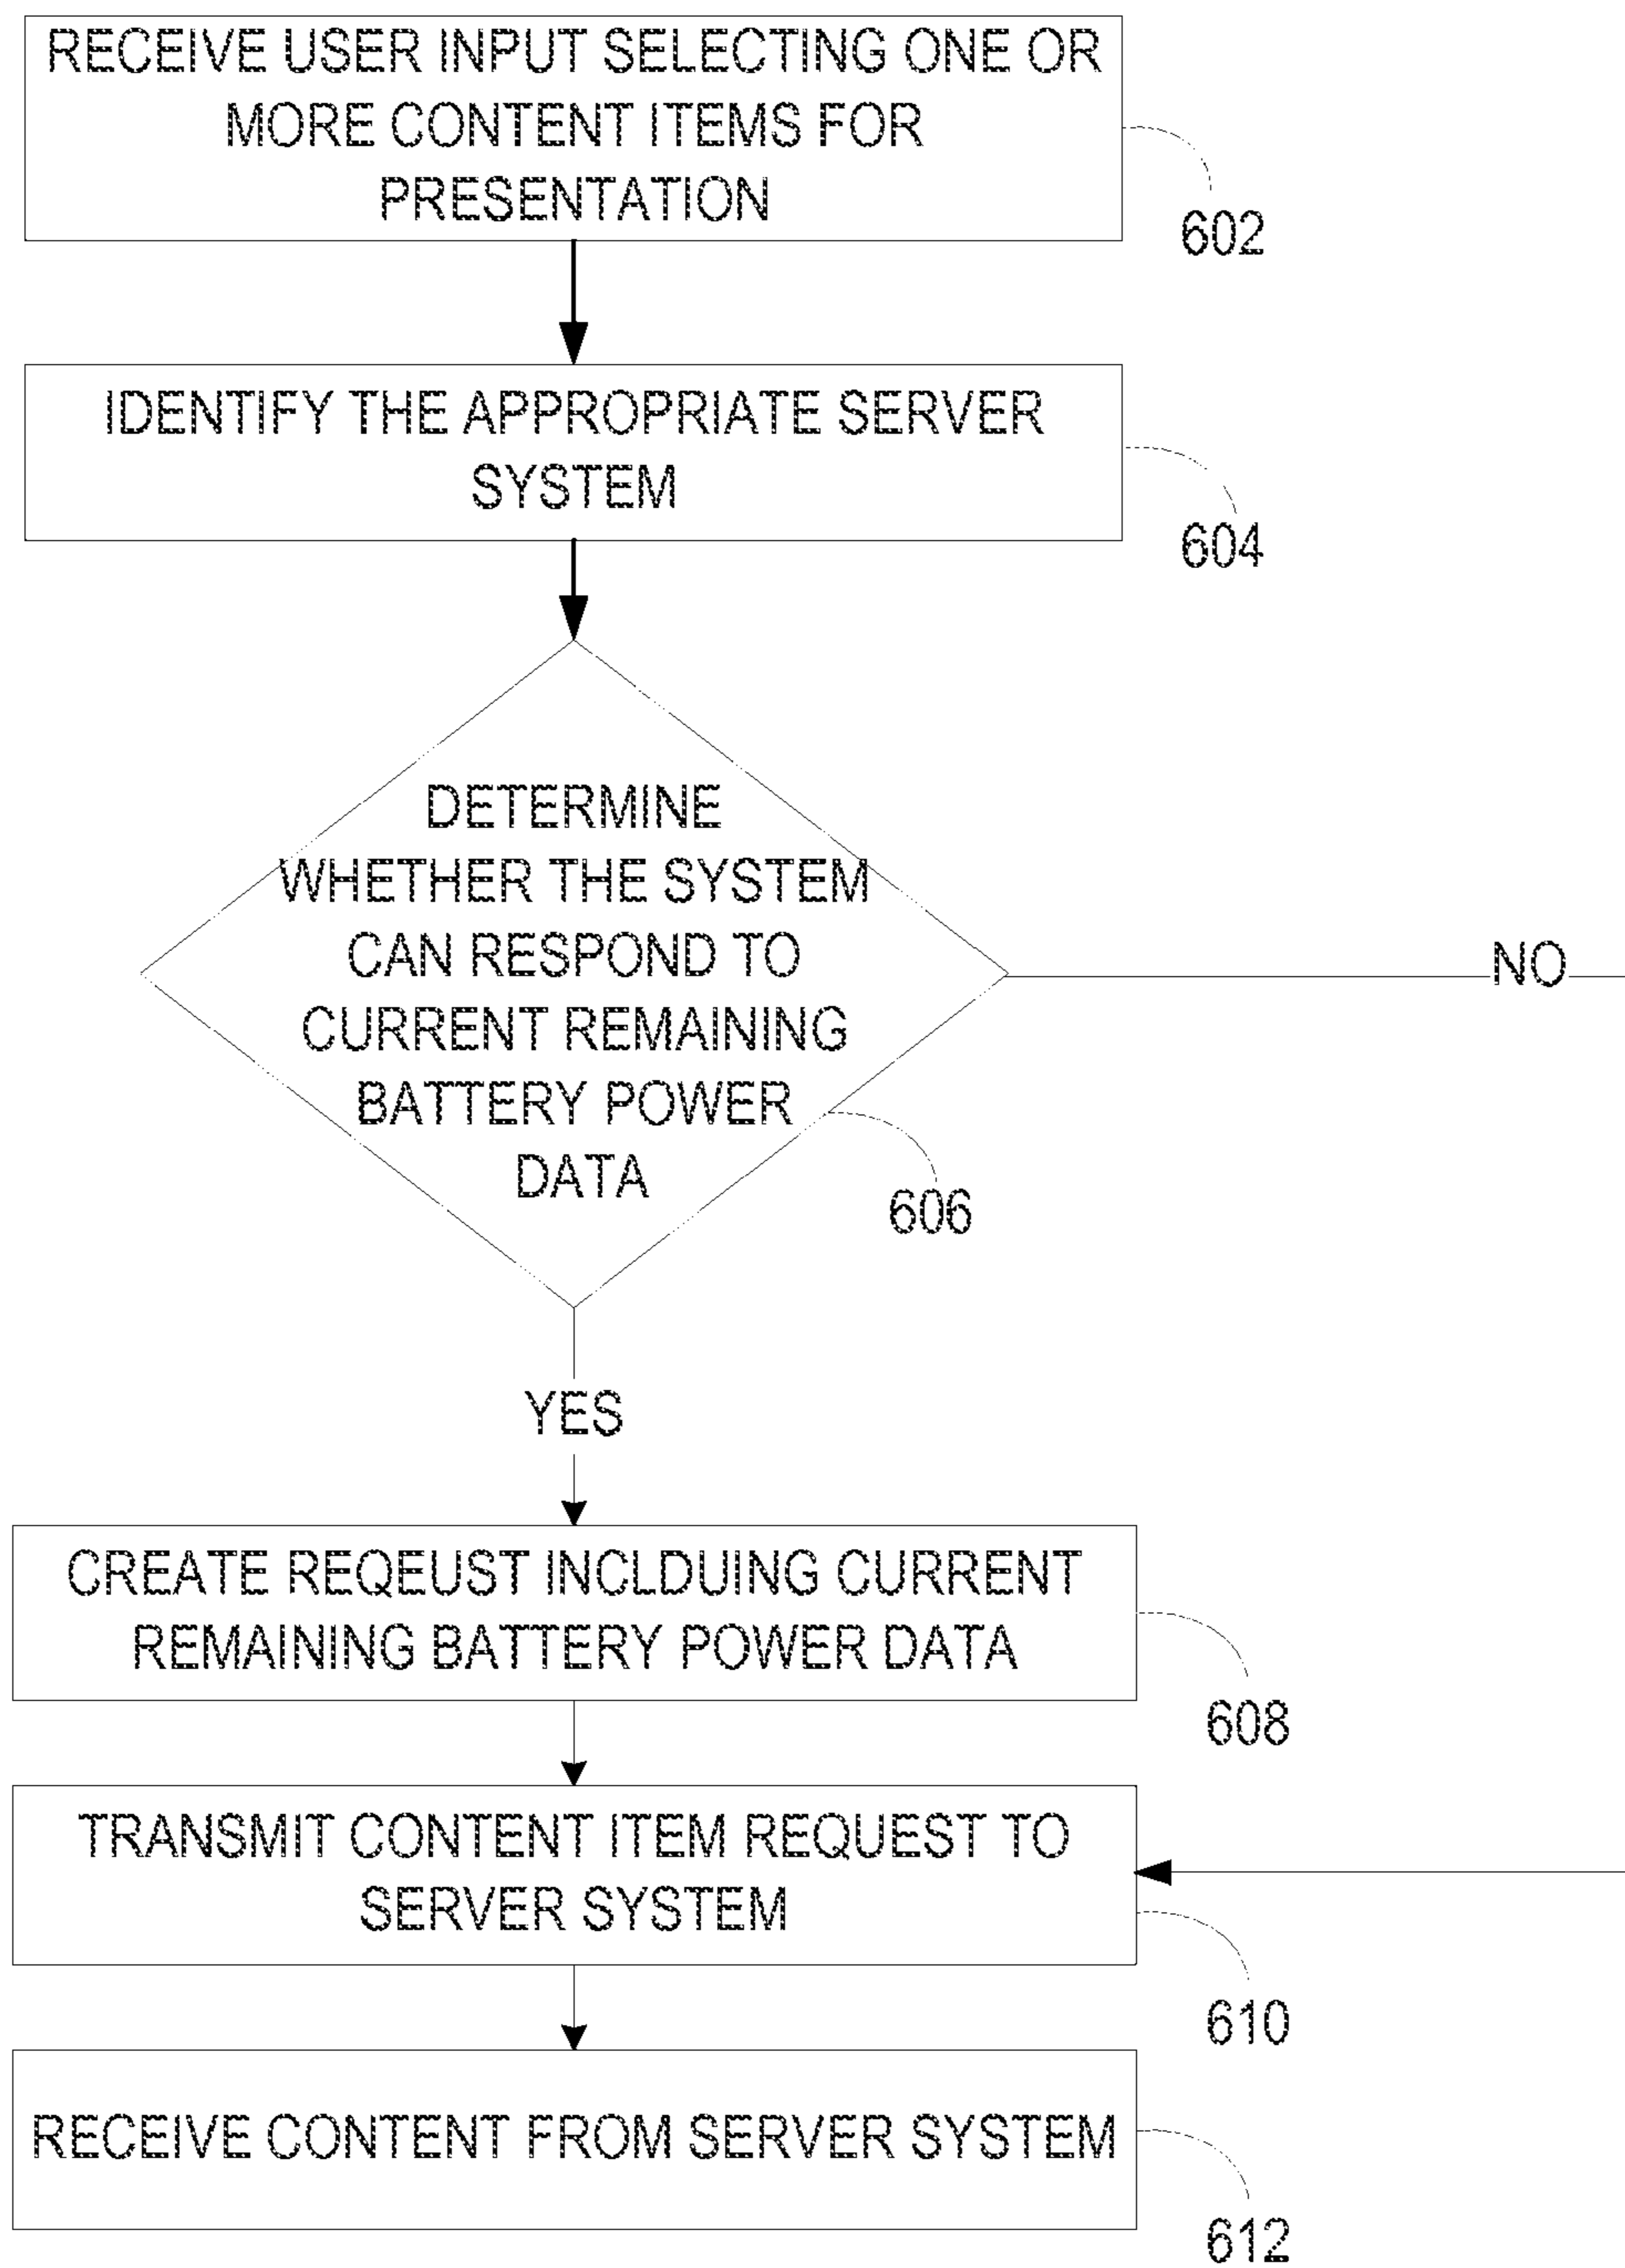 RECEIVE USER INPUT SELECTING ONE OR
MORE CONTENT ITEMS FOR
PRESENTATION
602
IDENTIFY THE APPROPRIATE SERVER
SYSTEM
604
DETERMINE
WHETHER THE SYSTEM
CAN RESPOND TO
CURRENT REMAINING
BATTERY POWER
DATA
606
NO
YES
CREATE REQEUST INCLDUING CURRENT
REMAINING BATTERY POWER DATA
608
TRANSMIT CONTENT ITEM REQUEST TO
SERVER SYSTEM
610
RECEIVE CONTENT FROM SERVER SYSTEM
612